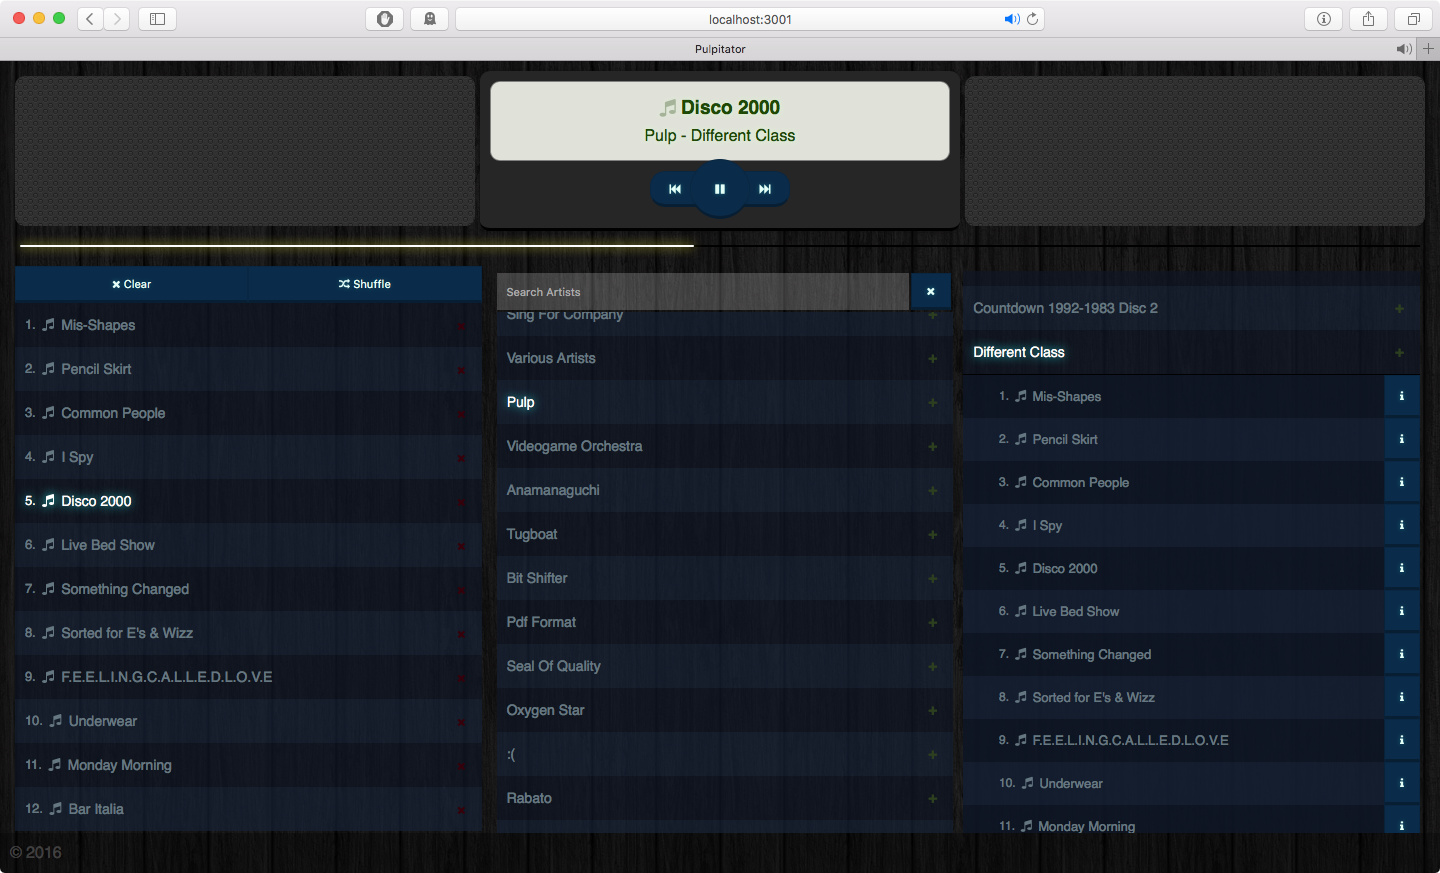 localhost:3001
Pulpitator
Disco 2000
Pulp - Different Class
Clear
Shuffle
1. Mis-Shapes
2. Pencil Skirt
3. Common People
4. I Spy
5. Disco 2000
6. Live Bed Show
7. Something Changed
8. Sorted for E's & Wizz
9. F.E.E.L.I.N.G.C.A.L.L.E.D.L.O.V.E
10. Underwear
11. Monday Morning
12. Bar Italia
Search Artists
Sing For Company
Various Artists
Pulp
Videogame Orchestra
Anamanaguchi
Tugboat
Bit Shifter
Pdf Format
Seal Of Quality
Oxygen Star
:(
Rabato
Countdown 1992-1983 Disc 2
Different Class
1. Mis-Shapes
2. Pencil Skirt
3. Common People
4. I Spy
5. Disco 2000
6. Live Bed Show
7. Something Changed
8. Sorted for E's & Wizz
9. F.E.E.L.I.N.G.C.A.L.L.E.D.L.O.V.E
10. Underwear
11. Monday Morning
© 2016